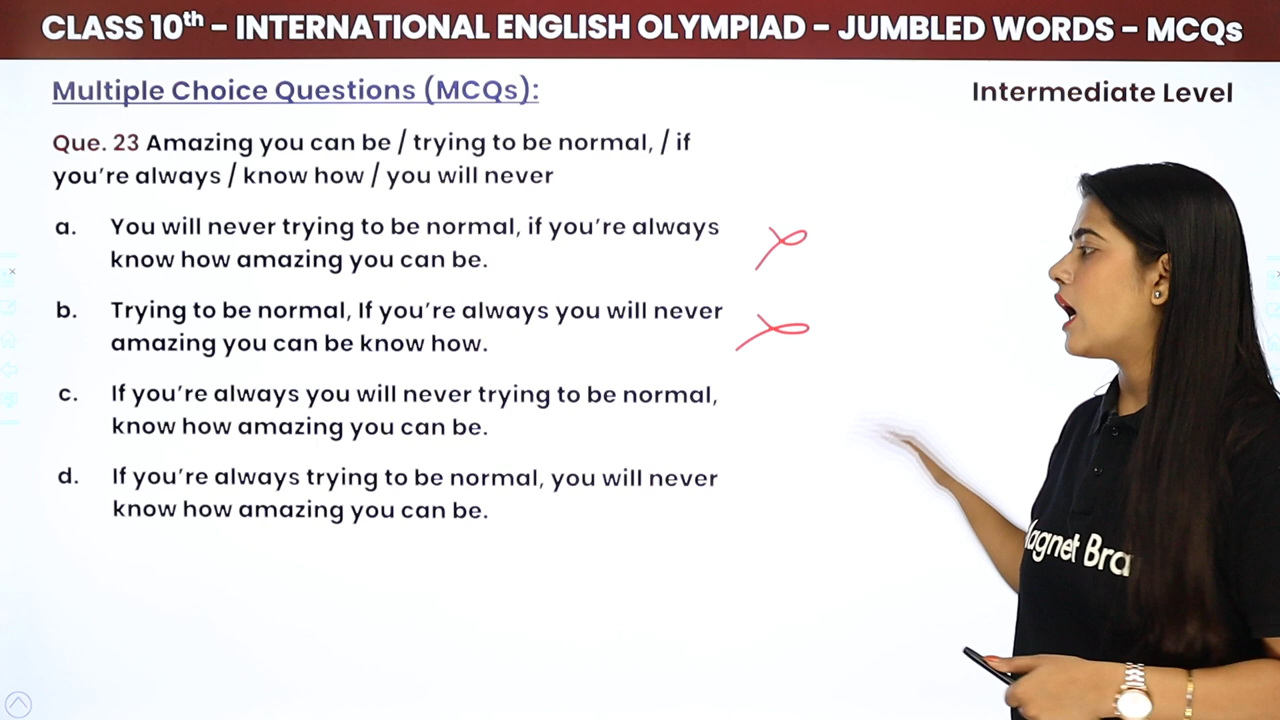 CLASS 10th – INTERNATIONAL ENGLISH OLYMPIAD – JUMBLED WORDS – MCQs
Multiple Choice Questions (MCQs):
Intermediate Level
Que. 23 Amazing you can be / trying to be normal, / if
you're always / know how / you will never
a. You will never trying to be normal, if you're always
know how amazing you can be.
b. Trying to be normal, If you're always you will never
amazing you can be know how.
c. If you're always you will never trying to be normal,
know how amazing you can be.
d. If you're always trying to be normal, you will never
know how amazing you can be.